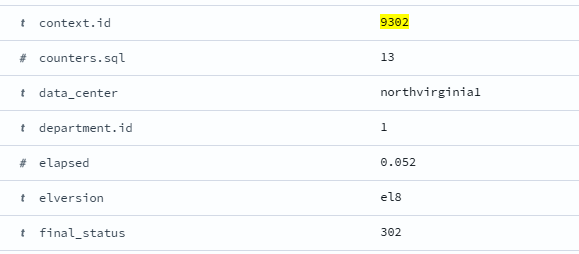 t context.id 9302
# counters.sql 13
t data_center northvirginia1
t department.id 1
# elapsed 0.052
t elversion el8
t final_status 302